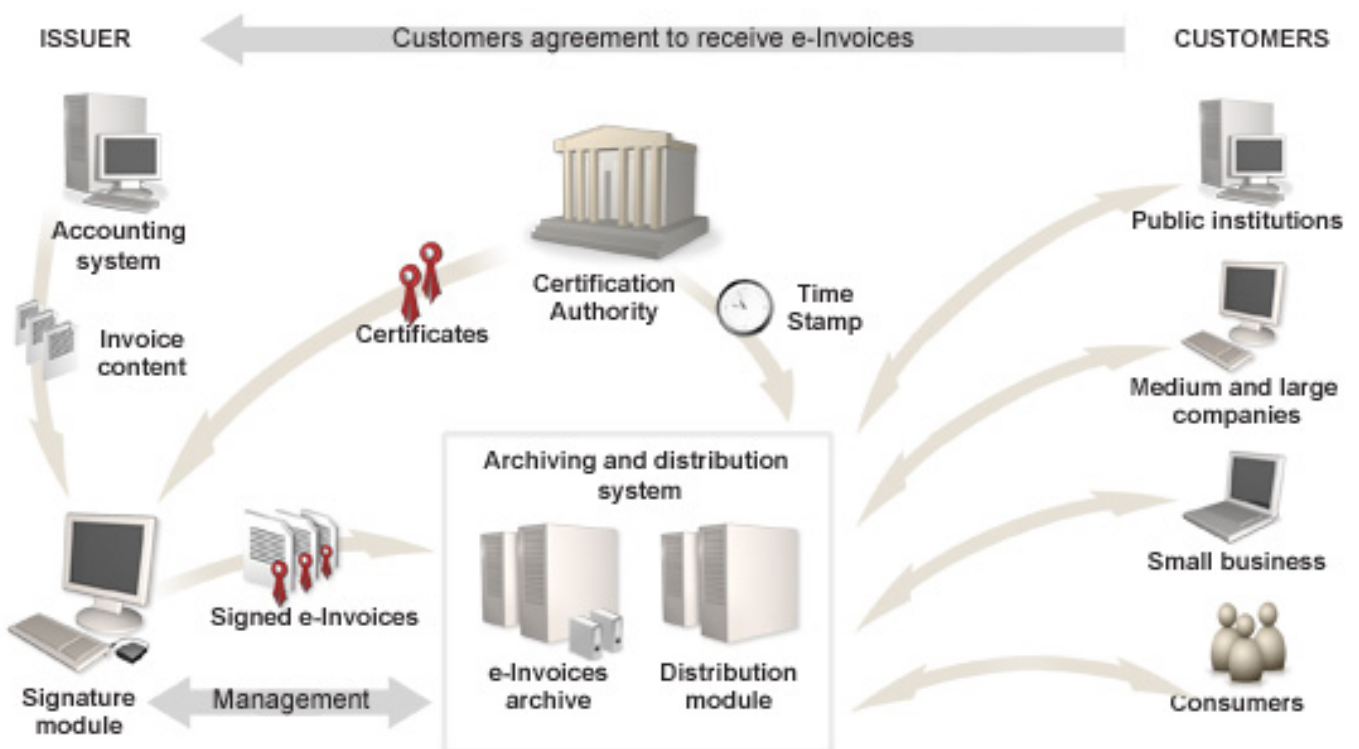 ISSUER
Customers agreement to receive e-Invoices
CUSTOMERS
Accounting
system
Invoice
content
Certificates
Certification
Authority
Time
Stamp
Public institutions
Medium and large
companies
Small business
Consumers
Archiving and distribution
system
e-Invoices
archive
Distribution
module
Signed e-Invoices
Management
Signature
module